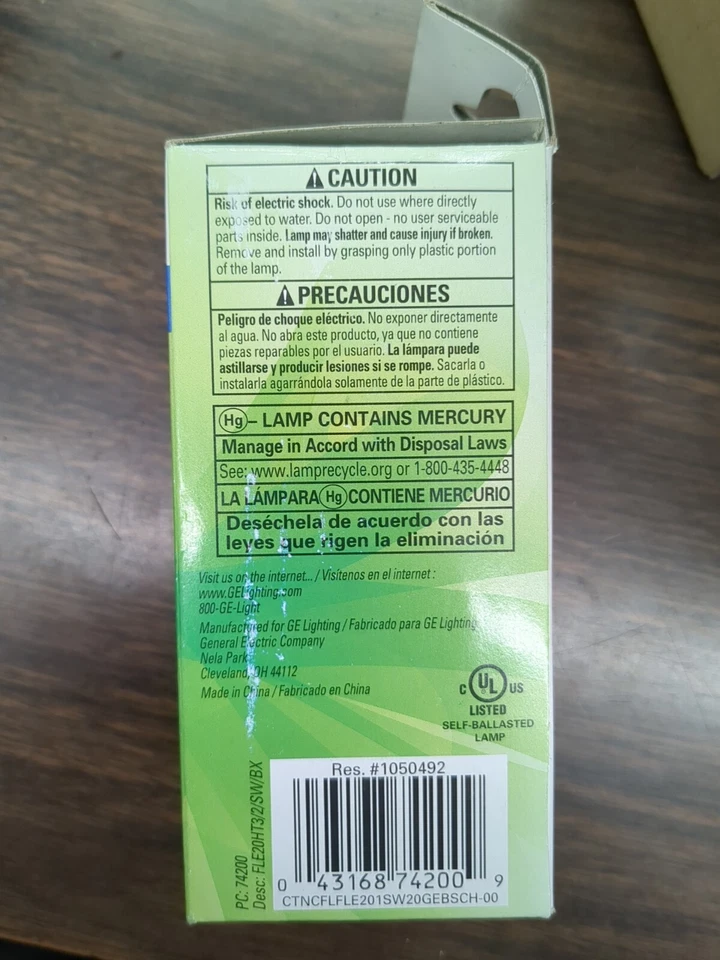 ⚠ CAUTION
Risk of electric shock. Do not use where directly
exposed to water. Do not open - no user serviceable
parts inside. Lamp may shatter and cause injury if broken.
Remove and install by grasping only plastic portion
of the lamp.
⚠ PRECAUCIONES
Peligro de choque eléctrico. No exponer directamente
al agua. No abra este producto, ya que no contiene
piezas reparables por el usuario. La lámpara puede
astillarse y producir lesiones si se rompe. Sacarla o
instalarla agarrándola solamente de la parte de plástico.
Hg – LAMP CONTAINS MERCURY
Manage in Accord with Disposal Laws
See: www.lamprecycle.org or 1-800-435-4448
LA LÁMPARA Hg CONTIENE MERCURIO
Deséchela de acuerdo con las
leyes que rigen la eliminación
Visit us on the internet... / Visítenos en el internet :
www.GELighting.com
800-GE-Light
Manufactured for GE Lighting / Fabricado para GE Lighting
General Electric Company
Nela Park
Cleveland, OH 44112
Made in China / Fabricado en China
C UL US
LISTED
SELF-BALLASTED
LAMP
PC: 74200
Desc: FLE20HT3/2/SW/BX
Res. #1050492
0 43168 74200 9
CTNCFLFLE201SW20GEBSCH-00